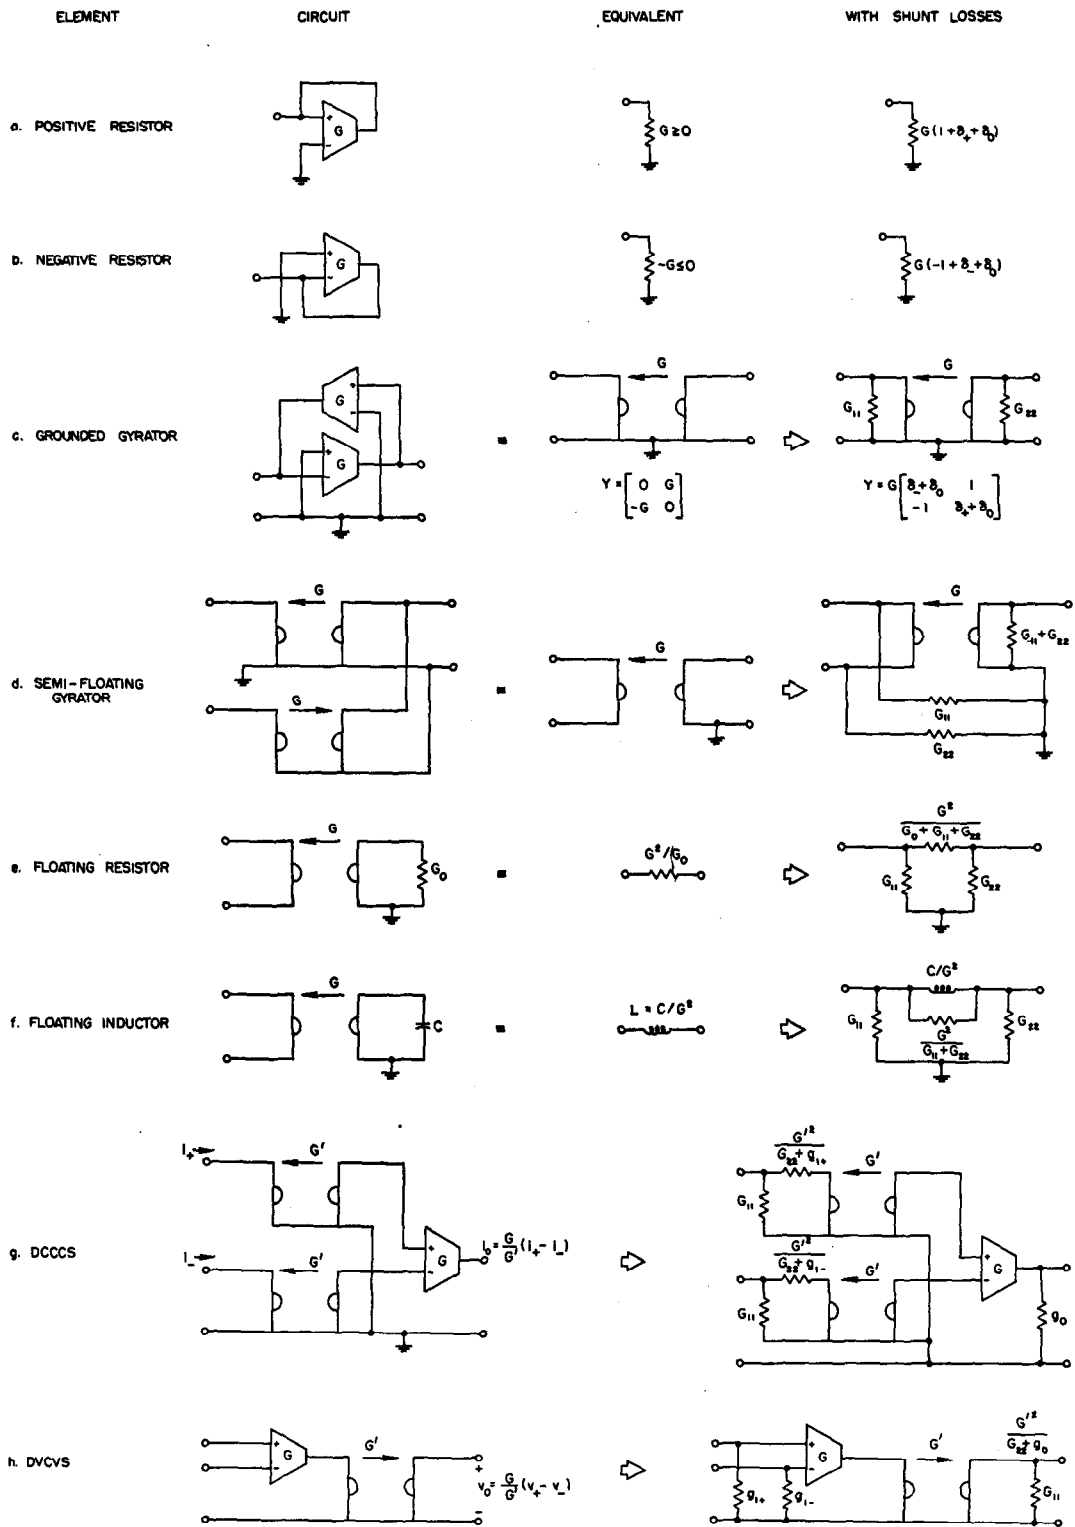 ELEMENT CIRCUIT EQUIVALENT WITH SHUNT LOSSES
a. POSITIVE RESISTOR
+
G
−
G≥0
G(1+δ₊+δ₀)
b. NEGATIVE RESISTOR
+
G
−
-G≤0
G(-1+δ₋+δ₀)
c. GROUNDED GYRATOR
+
G
−
+
G
−
=
G
Y = [0 G
-G 0]
G
G₁₁
G₂₂
Y = G[δ₋+δ₀ 1
-1 δ₊+δ₀]
d. SEMI-FLOATING
GYRATOR
G
G
=
G
G
G₁₁+G₂₂
G₁₁
G₂₂
e. FLOATING RESISTOR
G
G₀
=
G²/G₀
G²
G₀+G₁₁+G₂₂
G₁₁
G₂₂
f. FLOATING INDUCTOR
G
C
=
L = C/G²
C/G²
G₁₁
G₂₂
G²
G₁₁+G₂₂
g. DCCCS
i₊
G'
i₋
G'
+
G
−
i₀ = G/G' (i₊ − i₋)
G'²
G₂₂+g₁₊
G'
G₁₁
G'²
G₂₂+g₁₋
G'
G₁₁
+
G
−
g₀
h. DVCVS
+
G
−
G'
+
v₀ = G/G' (v₊ − v₋)
−
+
G
−
g₁₊
g₁₋
G'
G'²
G₂₂+g₀
G₁₁